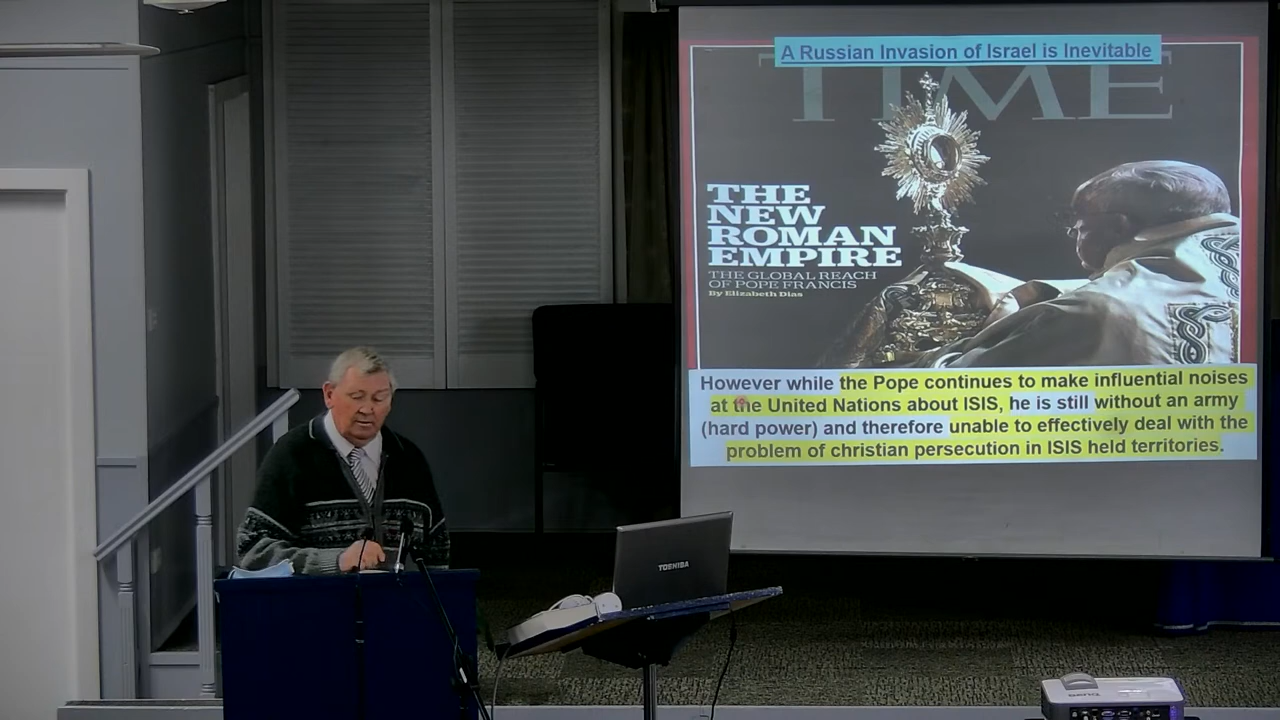 A Russian Invasion of Israel is Inevitable
TIME
THE
NEW
ROMAN
EMPIRE
THE GLOBAL REACH
OF POPE FRANCIS
By Elizabeth Dias
However while the Pope continues to make influential noises
at the United Nations about ISIS, he is still without an army
(hard power) and therefore unable to effectively deal with the
problem of christian persecution in ISIS held territories.
TOSHIBA